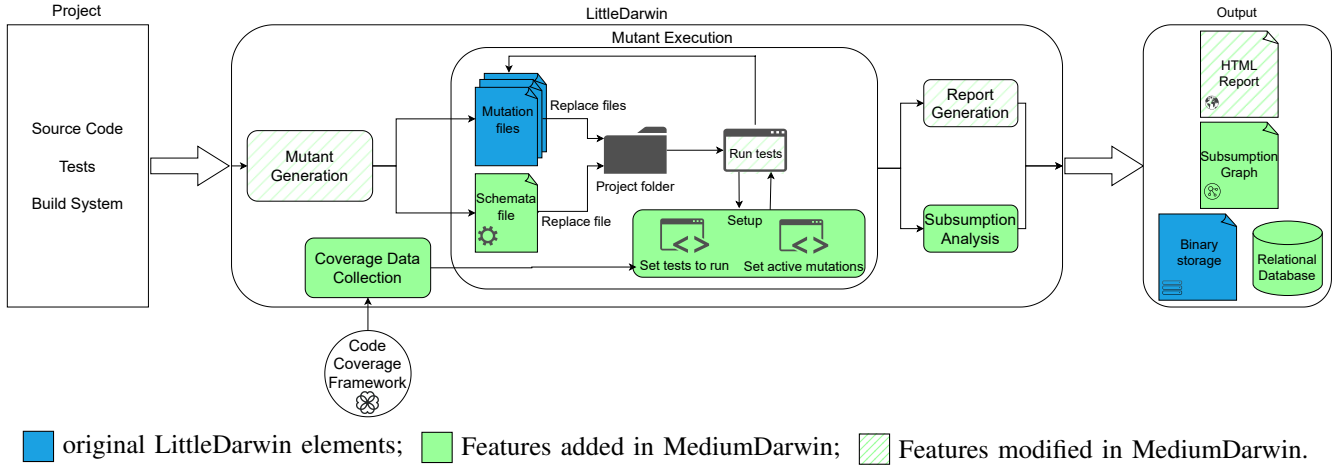 Project
LittleDarwin
Output
Mutant Execution
Source Code
Tests
Build System
Mutant
Generation
Mutation
files
Replace files
Schemata
file
Replace file
Project folder
Run tests
Setup
Set tests to run
Set active mutations
Coverage Data
Collection
Code
Coverage
Framework
Report
Generation
Subsumption
Analysis
HTML
Report
Subsumption
Graph
Binary
storage
Relational
Database
original LittleDarwin elements;
Features added in MediumDarwin;
Features modified in MediumDarwin.